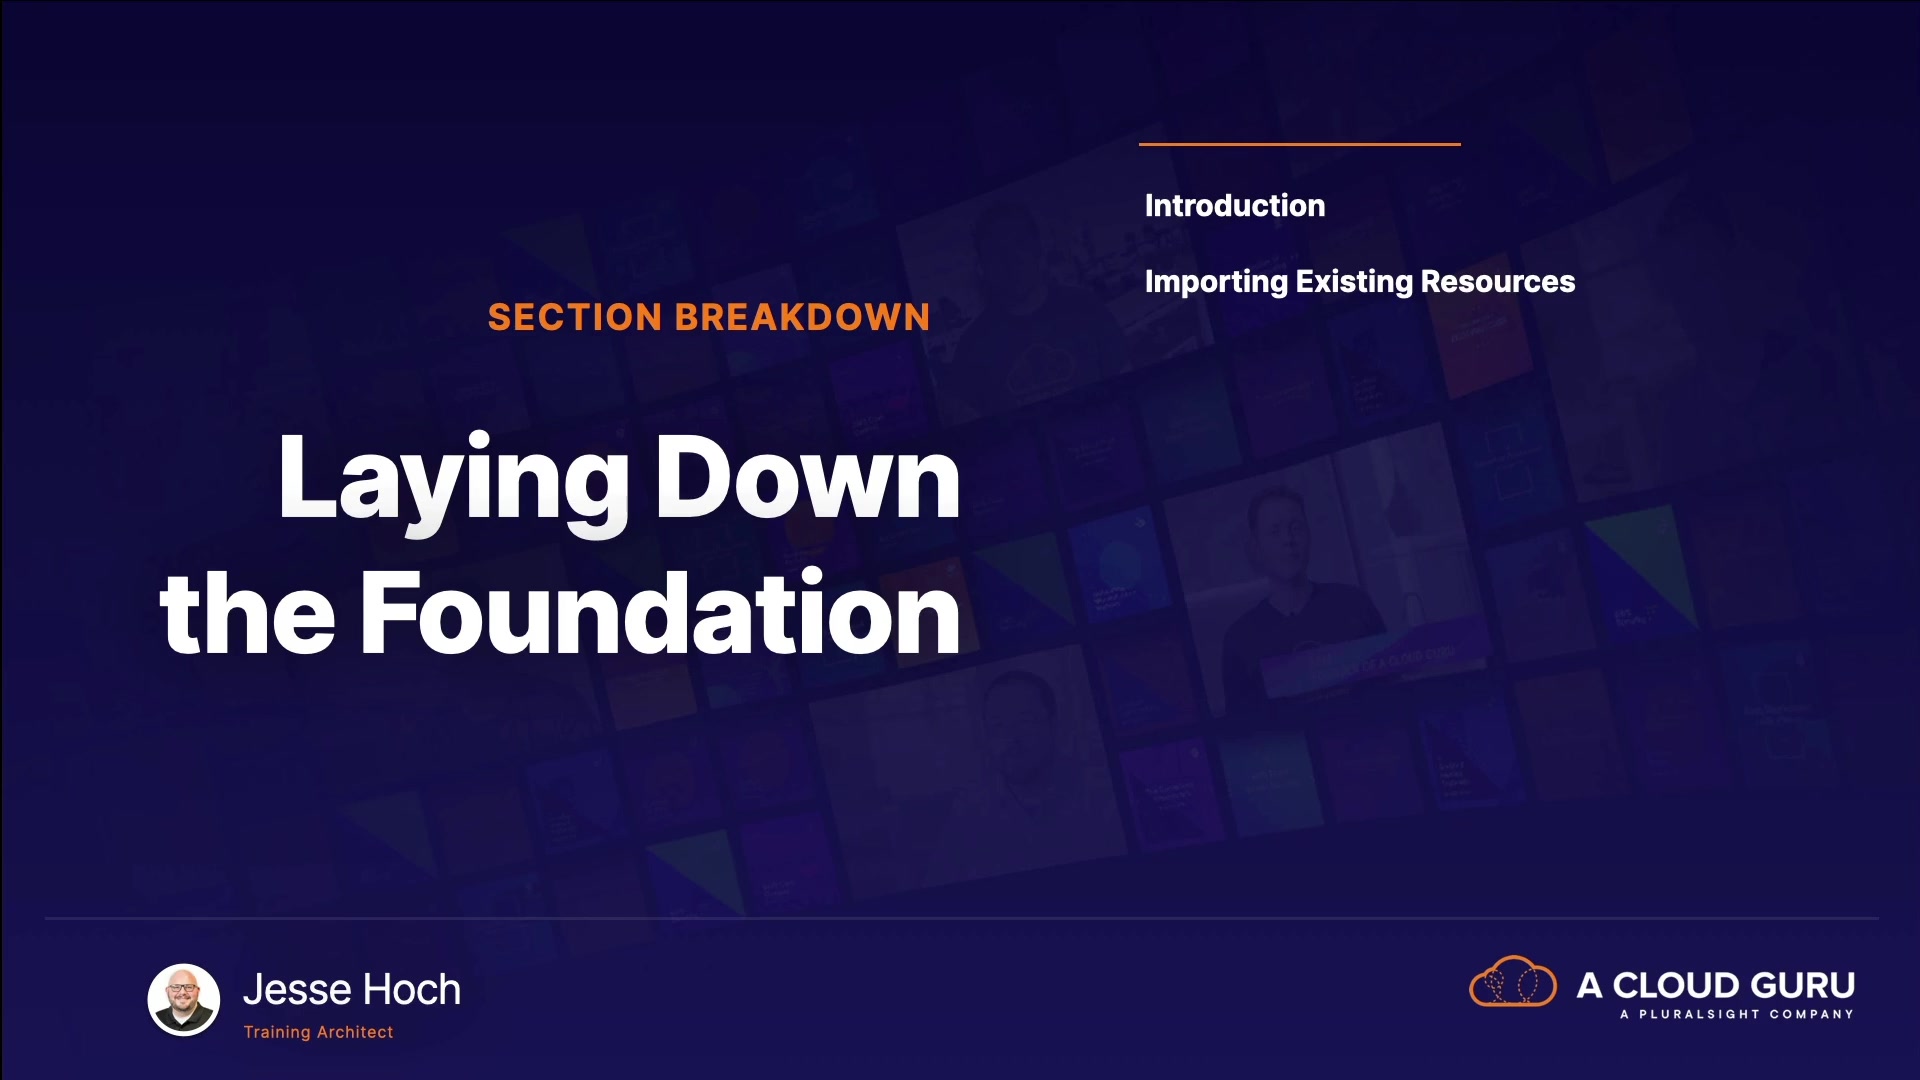 Introduction
Importing Existing Resources
SECTION BREAKDOWN
Laying Down
the Foundation
Jesse Hoch
Training Architect
A CLOUD GURU
A PLURALSIGHT COMPANY